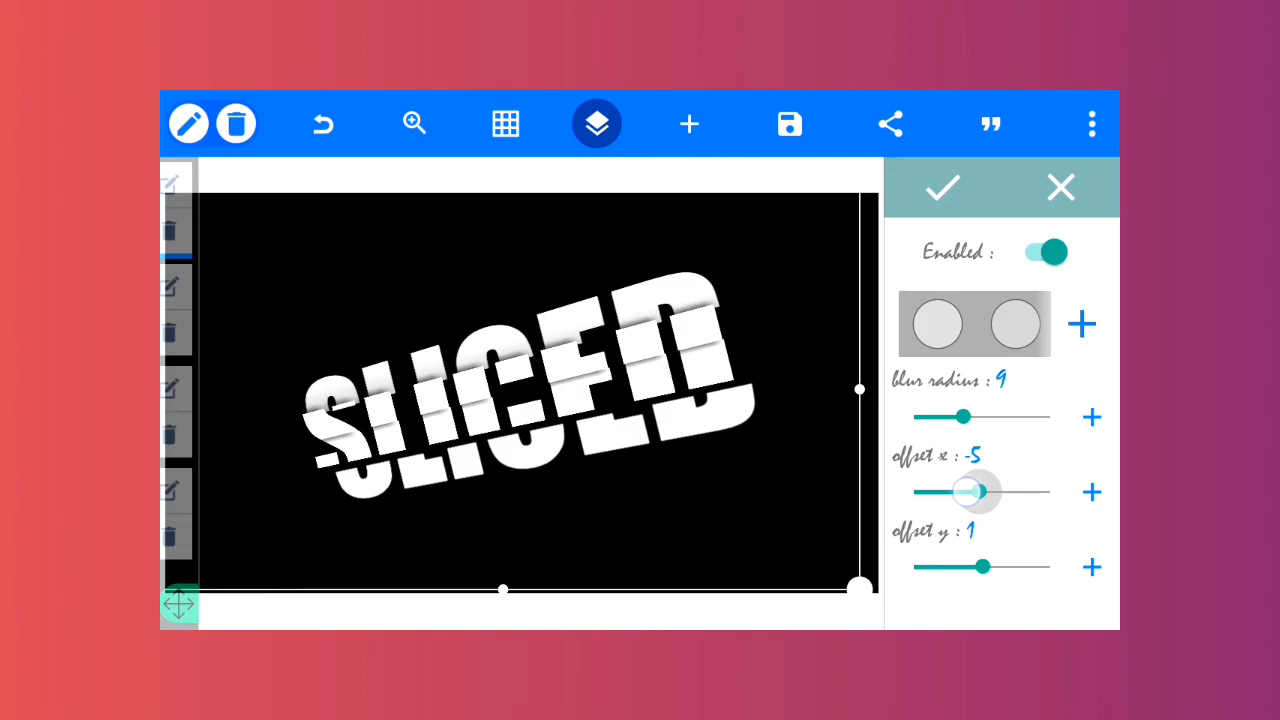 SLICED
Enabled :
blur radius : 9
offset x : -5
offset y : 1